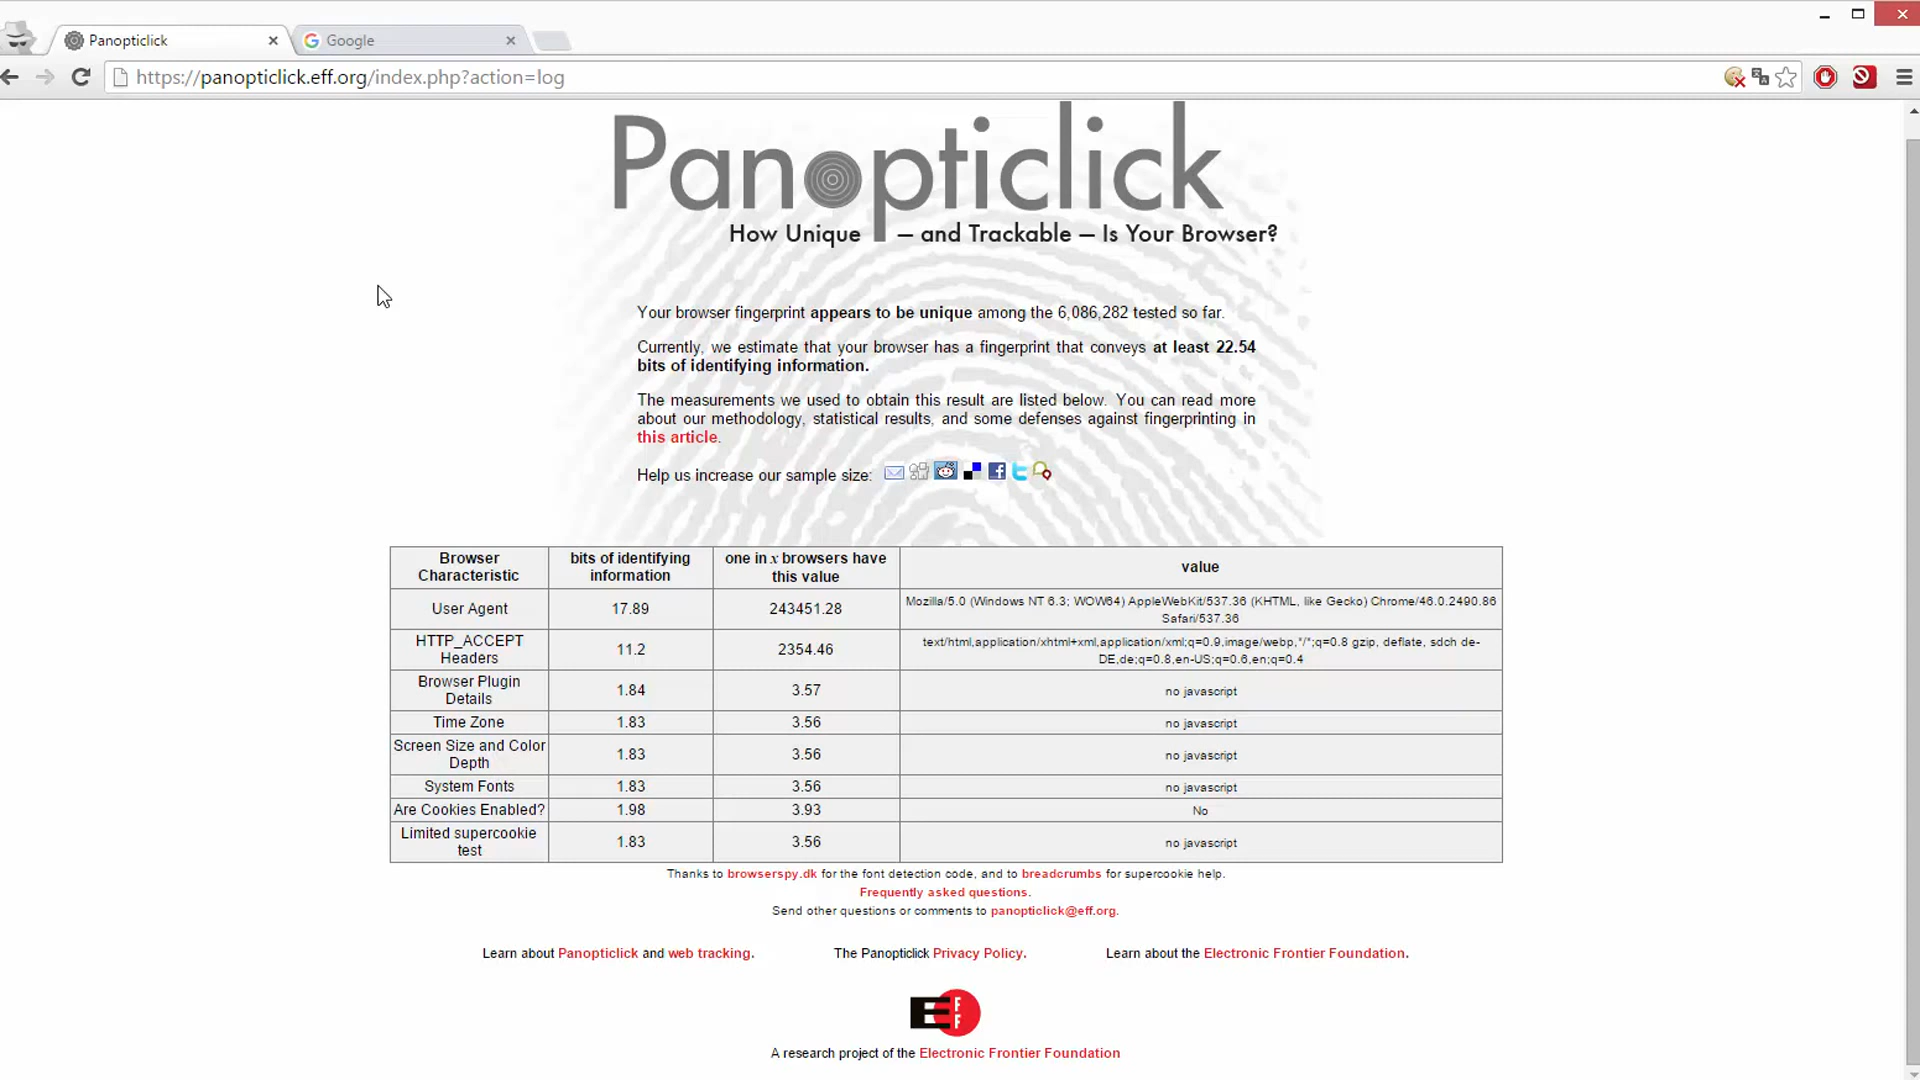 Panopticlick
Google
https://panopticlick.eff.org/index.php?action=log
Panopticlick
How Unique — and Trackable — Is Your Browser?
Your browser fingerprint appears to be unique among the 6,086,282 tested so far.
Currently, we estimate that your browser has a fingerprint that conveys at least 22.54
bits of identifying information.
The measurements we used to obtain this result are listed below. You can read more
about our methodology, statistical results, and some defenses against fingerprinting in
this article.
Help us increase our sample size:
Browser Characteristic | bits of identifying information | one in x browsers have this value | value
User Agent | 17.89 | 243451.28 | Mozilla/5.0 (Windows NT 6.3; WOW64) AppleWebKit/537.36 (KHTML, like Gecko) Chrome/46.0.2490.86 Safari/537.36
HTTP_ACCEPT Headers | 11.2 | 2354.46 | text/html,application/xhtml+xml,application/xml;q=0.9,image/webp,*/*;q=0.8 gzip, deflate, sdch de-DE,de;q=0.8,en-US;q=0.6,en;q=0.4
Browser Plugin Details | 1.84 | 3.57 | no javascript
Time Zone | 1.83 | 3.56 | no javascript
Screen Size and Color Depth | 1.83 | 3.56 | no javascript
System Fonts | 1.83 | 3.56 | no javascript
Are Cookies Enabled? | 1.98 | 3.93 | No
Limited supercookie test | 1.83 | 3.56 | no javascript
Thanks to browserspy.dk for the font detection code, and to breadcrumbs for supercookie help.
Frequently asked questions.
Send other questions or comments to panopticlick@eff.org.
Learn about Panopticlick and web tracking. The Panopticlick Privacy Policy. Learn about the Electronic Frontier Foundation.
EFF
A research project of the Electronic Frontier Foundation